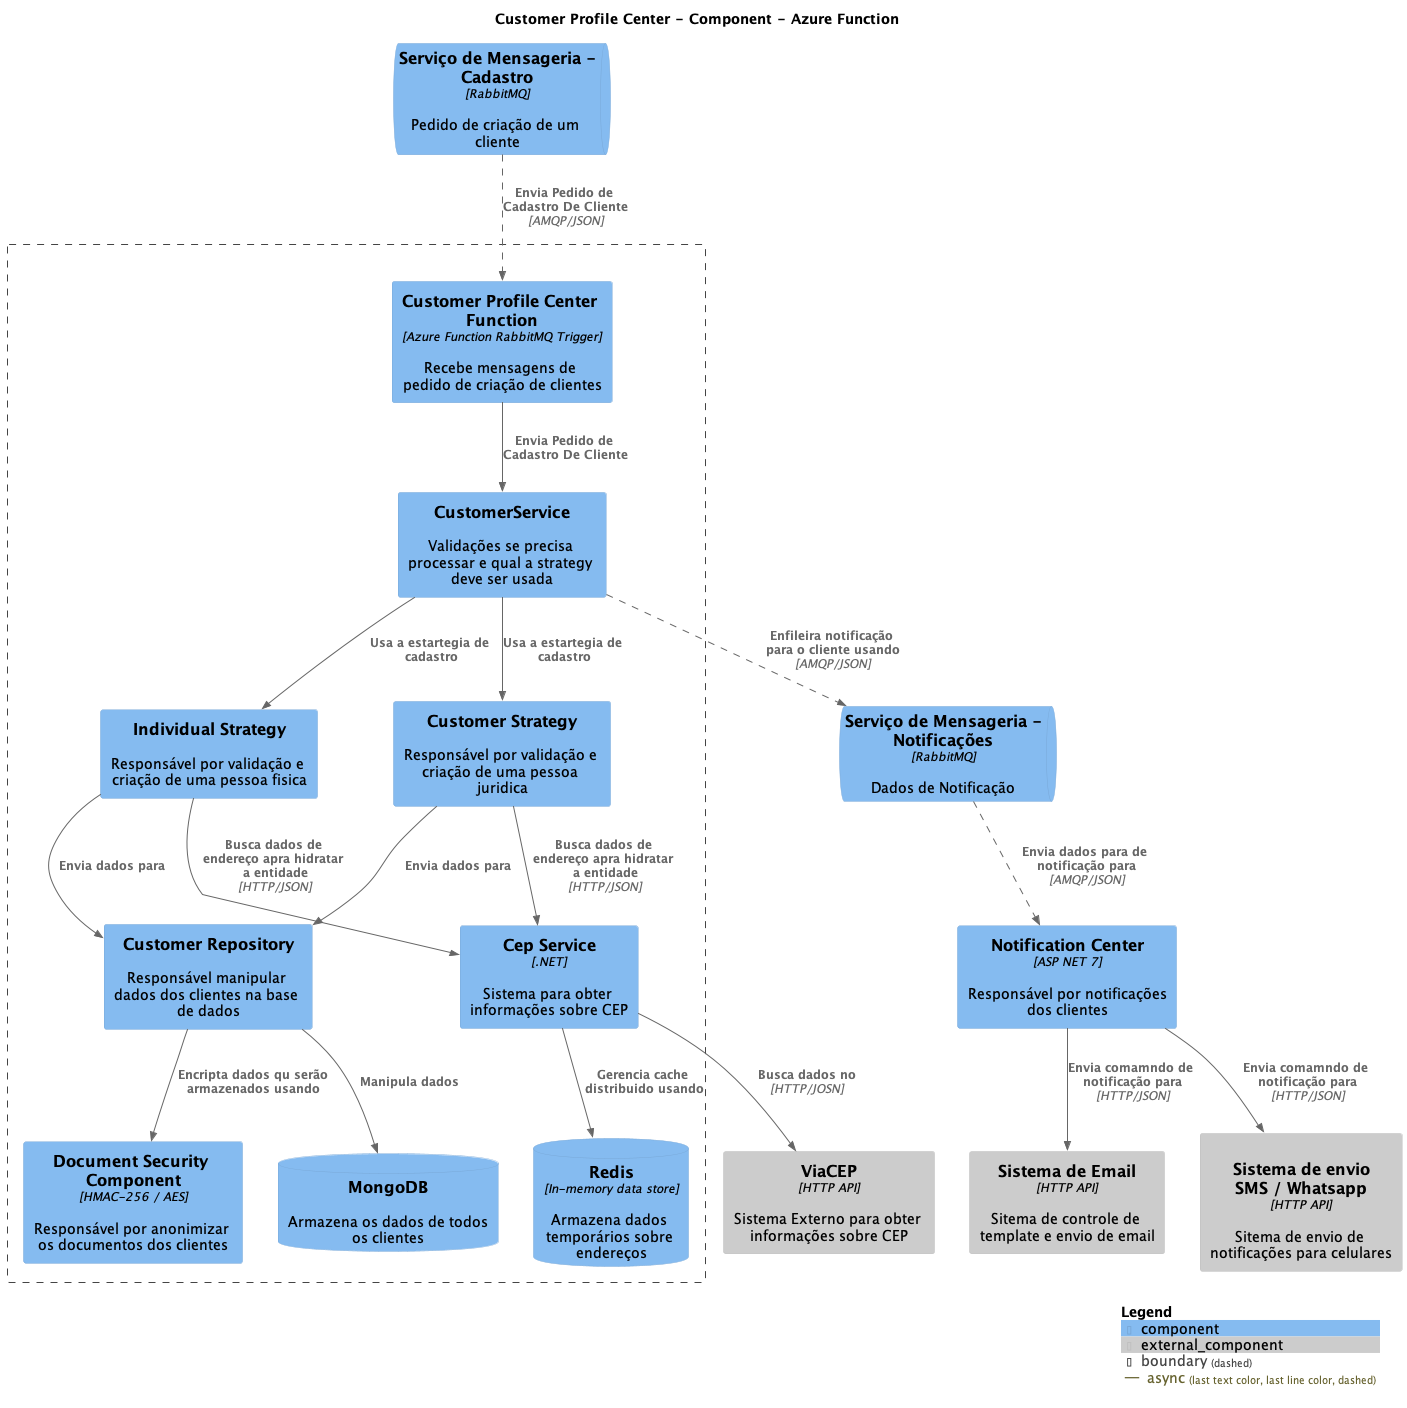 Customer Profile Center - Component - Azure Function
Serviço de Mensageria -
Cadastro
[RabbitMQ]
Pedido de criação de um
cliente
Envia Pedido de
Cadastro De Cliente
[AMQP/JSON]
Customer Profile Center
Function
[Azure Function RabbitMQ Trigger]
Recebe mensagens de
pedido de criação de clientes
Envia Pedido de
Cadastro De Cliente
CustomerService
Validações se precisa
processar e qual a strategy
deve ser usada
Usa a estartegia de
cadastro
Usa a estartegia de
cadastro
Enfileira notificação
para o cliente usando
[AMQP/JSON]
Individual Strategy
Responsável por validação e
criação de uma pessoa fisica
Customer Strategy
Responsável por validação e
criação de uma pessoa
juridica
Serviço de Mensageria -
Notificações
[RabbitMQ]
Dados de Notificação
Envia dados para
Busca dados de
endereço apra hidratar
a entidade
[HTTP/JSON]
Envia dados para
Busca dados de
endereço apra hidratar
a entidade
[HTTP/JSON]
Envia dados para de
notificação para
[AMQP/JSON]
Customer Repository
Responsável manipular
dados dos clientes na base
de dados
Cep Service
[.NET]
Sistema para obter
informações sobre CEP
Notification Center
[ASP NET 7]
Responsável por notificações
dos clientes
Encripta dados qu serão
armazenados usando
Manipula dados
Gerencia cache
distribuido usando
Busca dados no
[HTTP/JOSN]
Envia comamndo de
notificação para
[HTTP/JSON]
Envia comamndo de
notificação para
[HTTP/JSON]
Document Security
Component
[HMAC-256 / AES]
Responsável por anonimizar
os documentos dos clientes
MongoDB
Armazena os dados de todos
os clientes
Redis
[In-memory data store]
Armazena dados
temporários sobre
endereços
ViaCEP
[HTTP API]
Sistema Externo para obter
informações sobre CEP
Sistema de Email
[HTTP API]
Sitema de controle de
template e envio de email
Sistema de envio
SMS / Whatsapp
[HTTP API]
Sitema de envio de
notificações para celulares
Legend
component
external_component
boundary (dashed)
async (last text color, last line color, dashed)